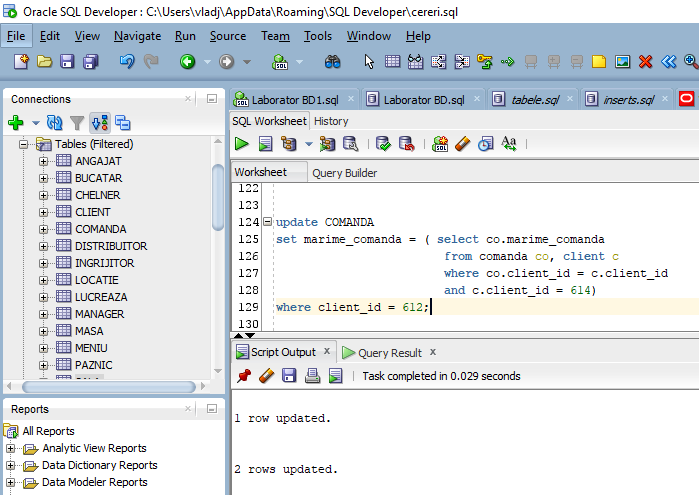 Oracle SQL Developer : C:\Users\vladj\AppData\Roaming\SQL Developer\cereri.sql
File Edit View Navigate Run Source Team Tools Window Help
SQL
Connections
Laborator BD1.sql
Laborator BD.sql
tabele.sql
inserts.sql
SQL Worksheet History
Tables (Filtered)
ANGAJAT
BUCATAR
CHELNER
CLIENT
COMANDA
DISTRIBUITOR
INGRIJITOR
LOCATIE
LUCREAZA
MANAGER
MASA
MENIU
PAZNIC
Aa
Worksheet Query Builder
122
123
124 update COMANDA
125 set marime_comanda = ( select co.marime_comanda
126 from comanda co, client c
127 where co.client_id = c.client_id
128 and c.client_id = 614)
129 where client_id = 612;
130
Script Output x Query Result x
Task completed in 0.029 seconds
1 row updated.
2 rows updated.
Reports
All Reports
Analytic View Reports
Data Dictionary Reports
Data Modeler Reports